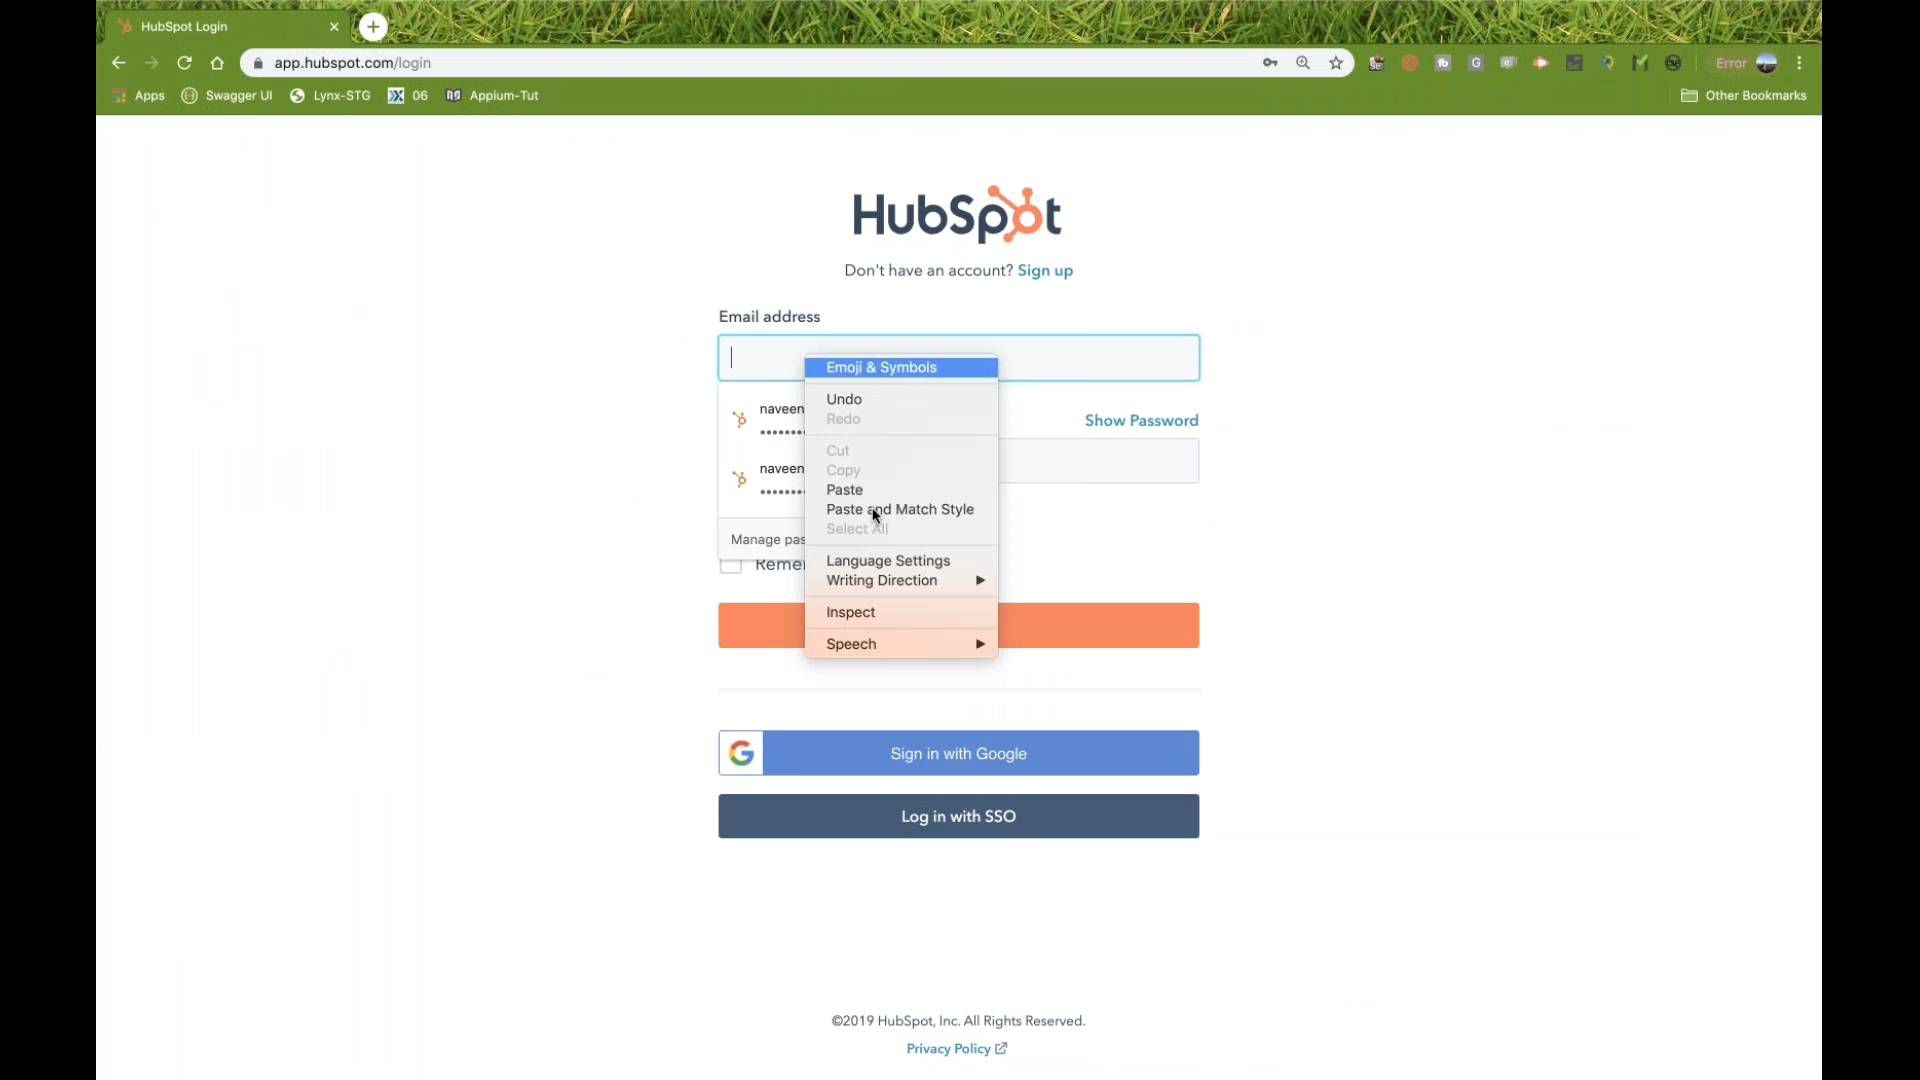 HubSpot Login
app.hubspot.com/login
Error
Apps
Swagger UI
Lynx-STG
06
Appium-Tut
Other Bookmarks
HubSpot
Don't have an account? Sign up
Email address
Emoji & Symbols
Undo
Redo
Cut
Copy
Paste
Paste and Match Style
Select All
Language Settings
Writing Direction
Inspect
Speech
naveen
••••••••
naveen
••••••••
Manage pas
Show Password
Remem
Sign in with Google
Log in with SSO
©2019 HubSpot, Inc. All Rights Reserved.
Privacy Policy